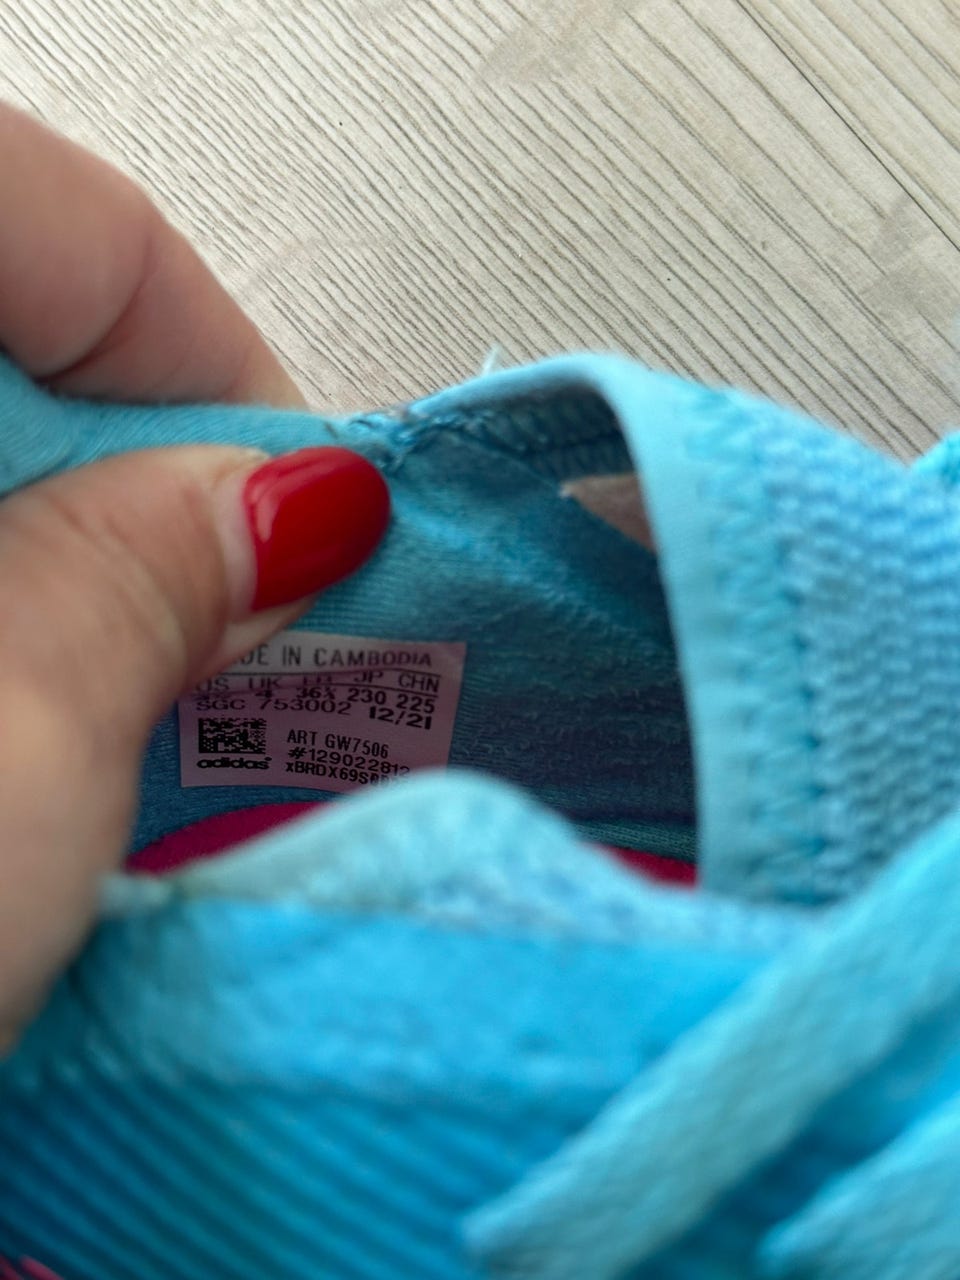 IN CAMBODIA
US UK FR JP CHN
4 36⅔ 230 225
SGC 753002 12/21
ART GW7506
#129022812
adidas